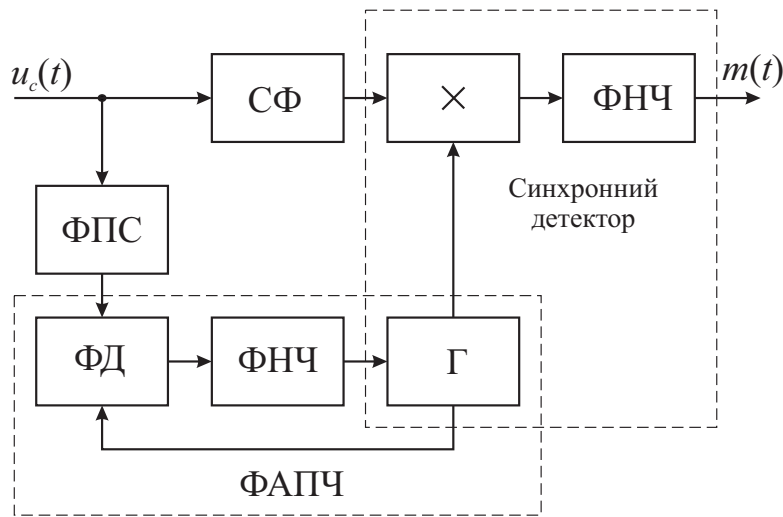 u_c(t)
СФ
×
ФНЧ
m(t)
Синхронний
детектор
ФПС
ФД
ФНЧ
Г
ФАПЧ